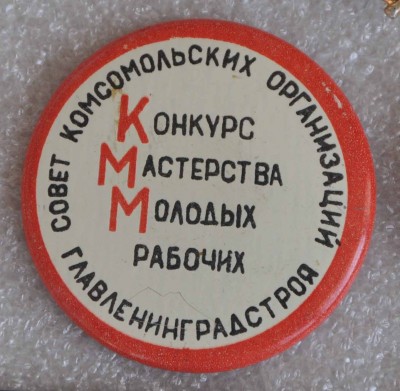 СОВЕТ КОМСОМОЛЬСКИХ ОРГАНИЗАЦИЙ
КОНКУРС
МАСТЕРСТВА
МОЛОДЫХ
РАБОЧИХ
ГЛАВЛЕНИНГРАДСТРОЯ